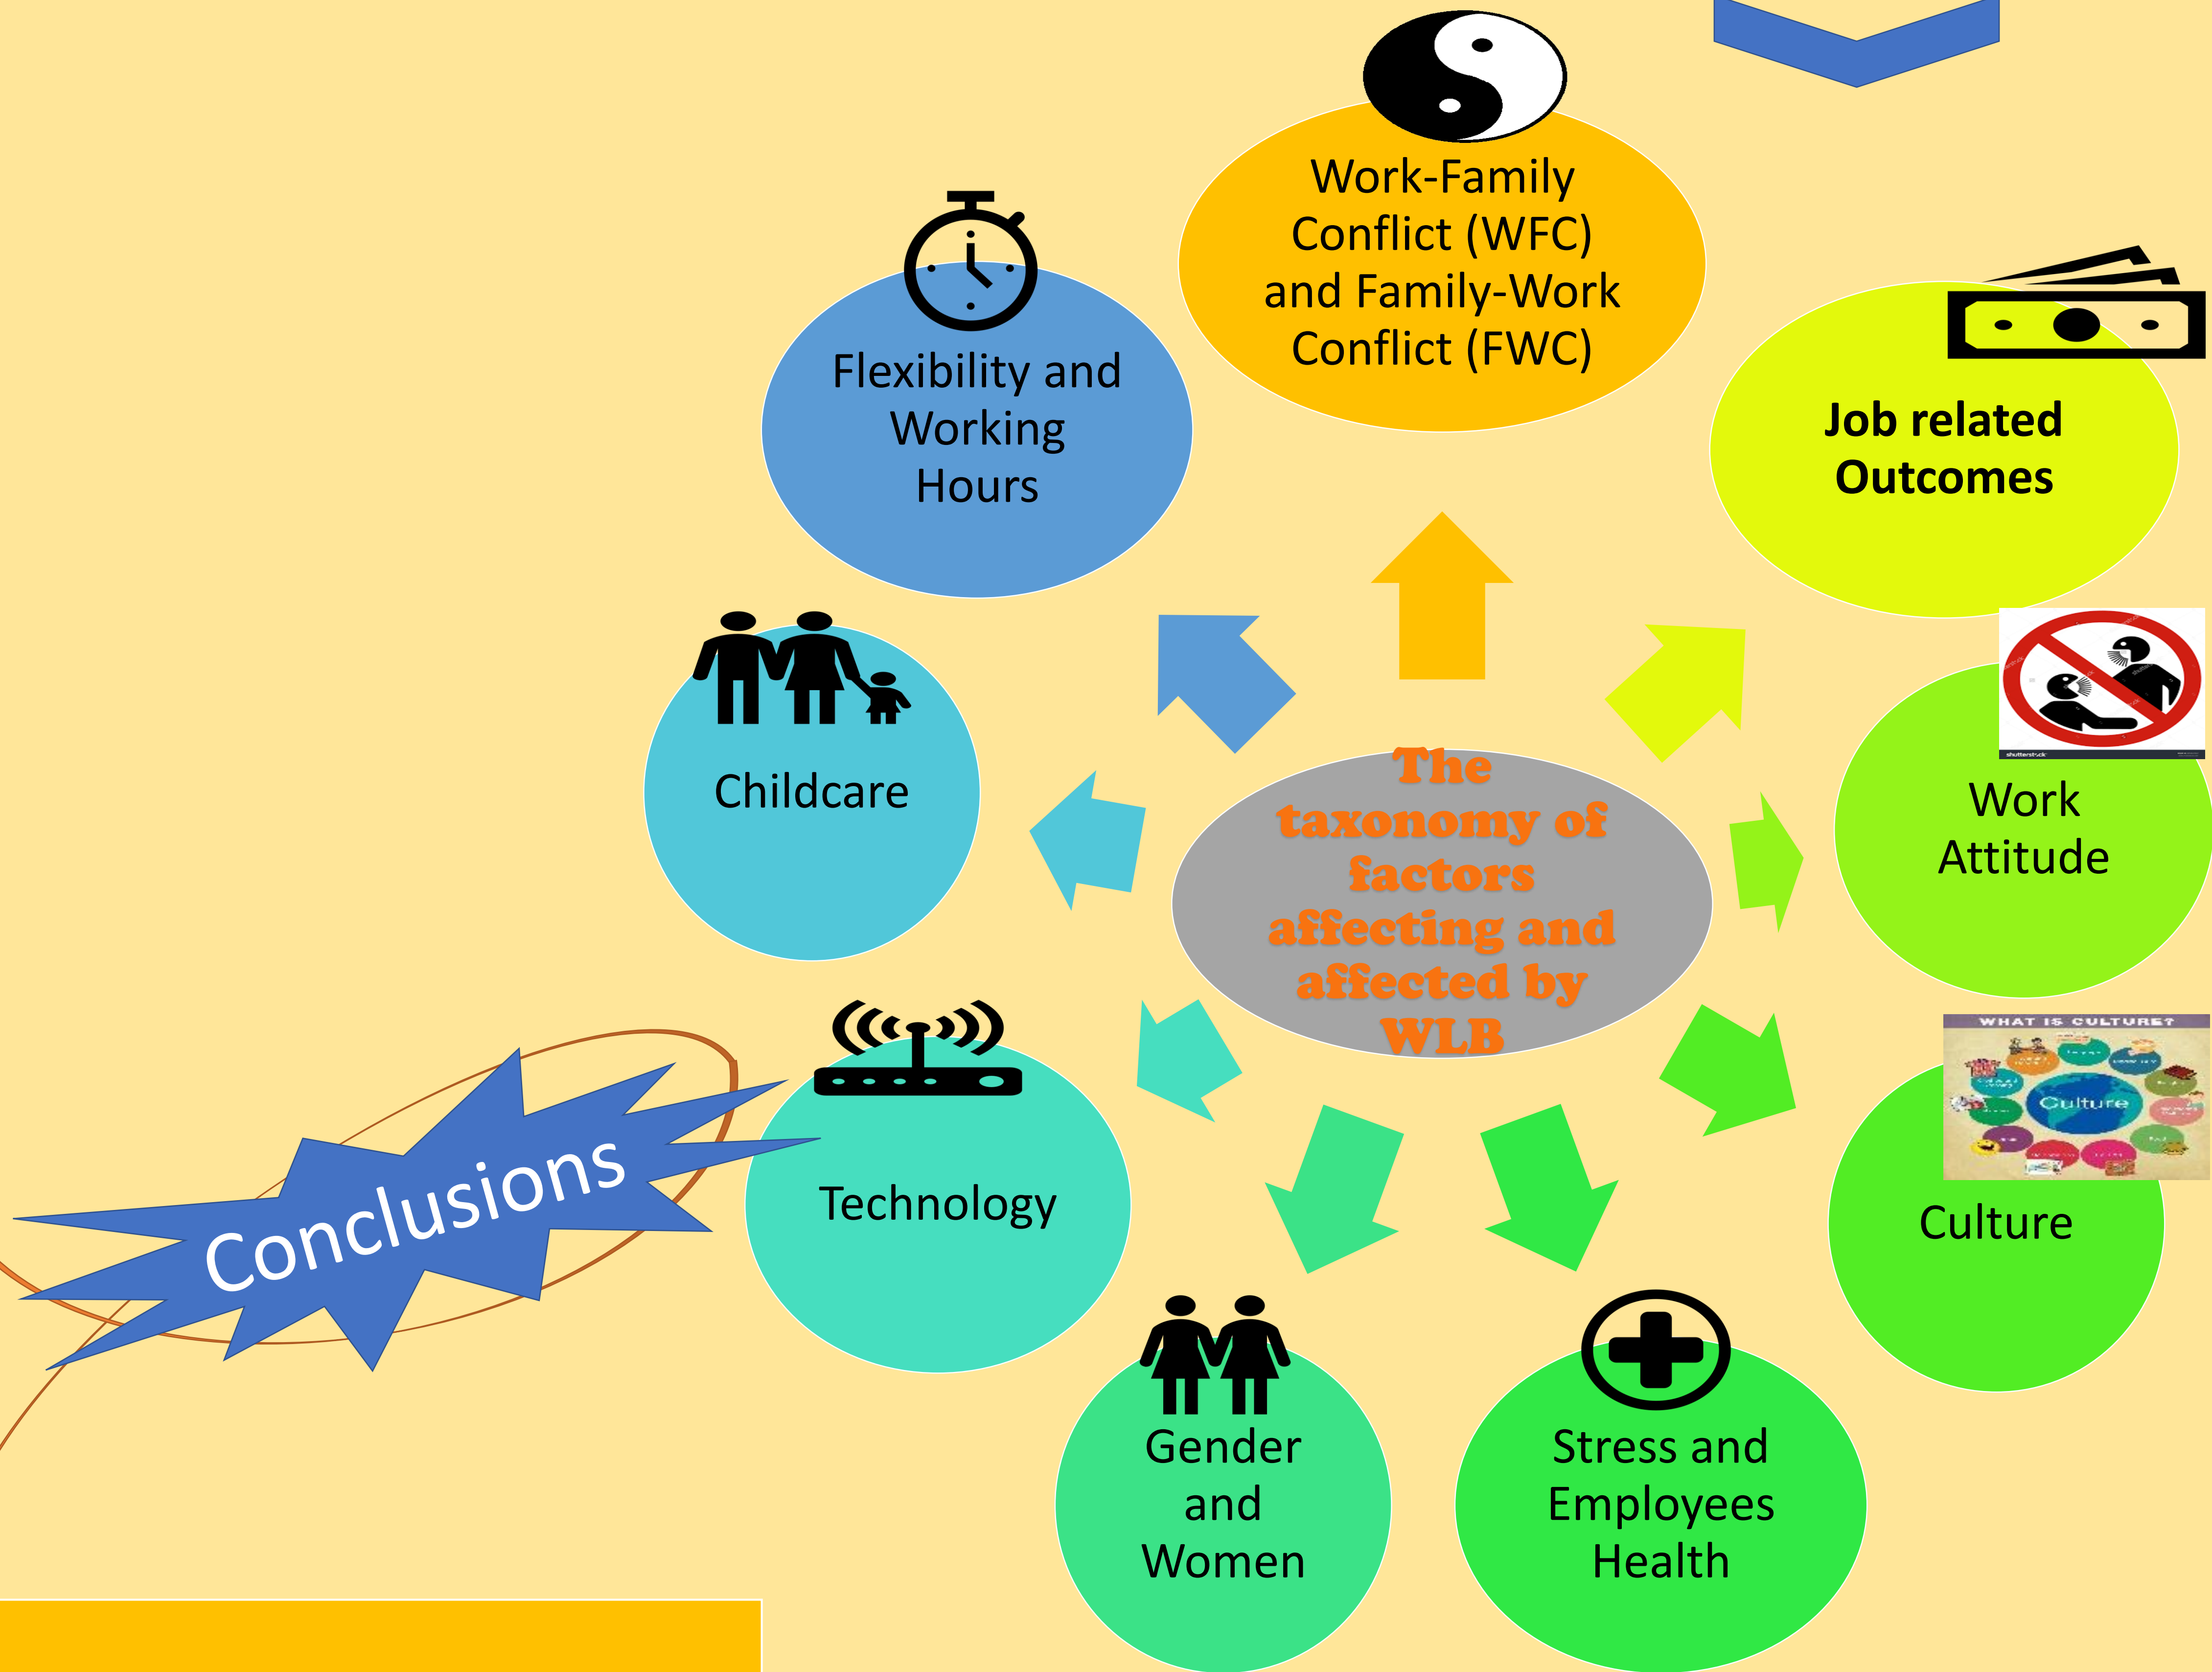 Work-Family
Conflict (WFC)
and Family-Work
Conflict (FWC)
Flexibility and
Working
Hours
Job related
Outcomes
shutterstock
Work
Attitude
Childcare
The
taxonomy of
factors
affecting and
affected by
WLB
WHAT IS CULTURE?
Culture
Culture
Technology
Conclusions
Gender
and
Women
Stress and
Employees
Health